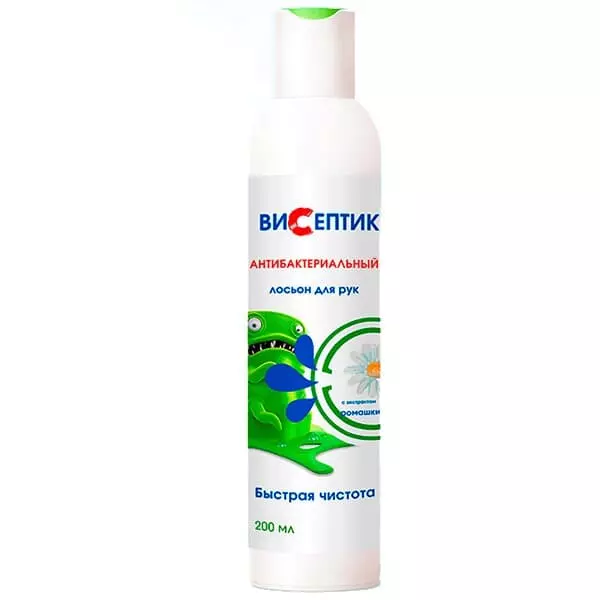 ВИСЕПТИК
АНТИБАКТЕРИАЛЬНЫЙ
лосьон для рук
с экстрактом
ромашки
Быстрая чистота
200 мл